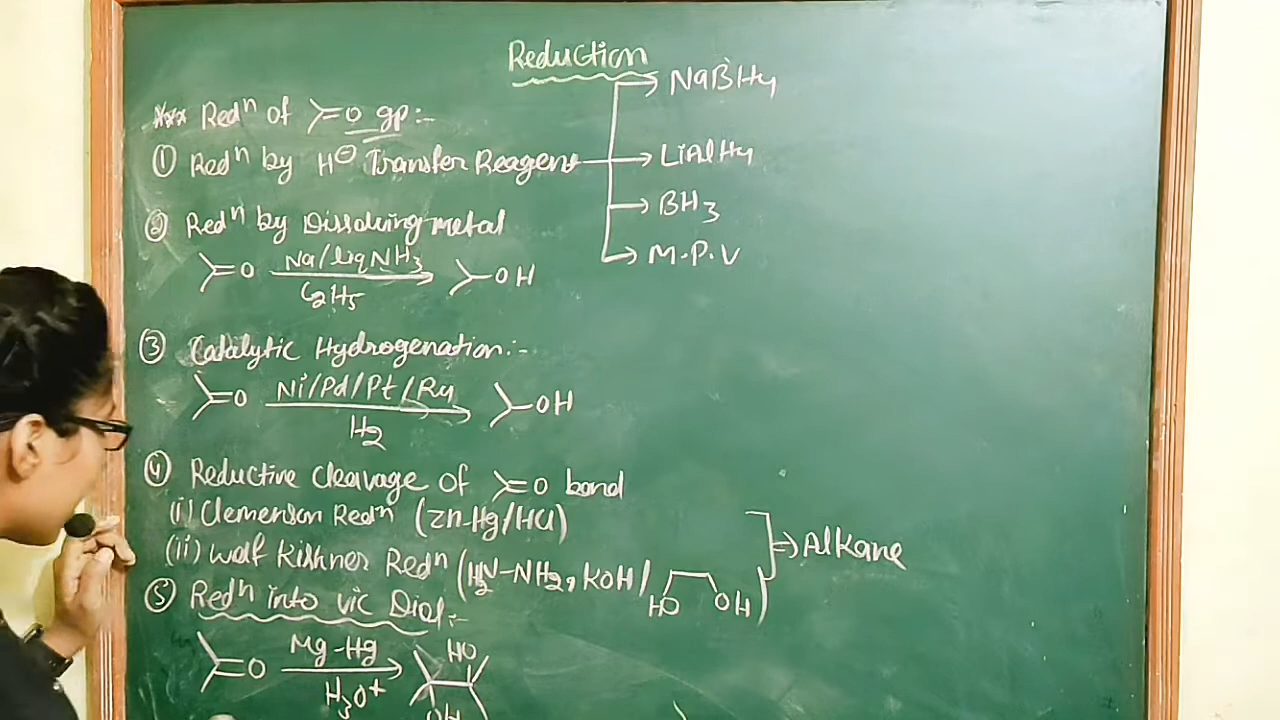 Reduction
*** Redⁿ of >=O gp:-
① Redⁿ by H⊖ Transfer Reagent
→ NaBH4
→ LiAlH4
→ BH3
→ M.P.V
② Redⁿ by Dissolving metal
>=O Na/liq NH3 → >-OH
C2H5
③ Catalytic Hydrogenation:-
>=O Ni/Pd/Pt/Ru → >-OH
H2
④ Reductive cleavage of >=O bond
(i) Clemenson Redⁿ (Zn-Hg/HCl)
(ii) Wolf Kishner Redⁿ (H2N-NH2, KOH/ HO OH)
→ Alkane
⑤ Redⁿ into vic Diol:-
>=O Mg-Hg → HO
H3O+ OH